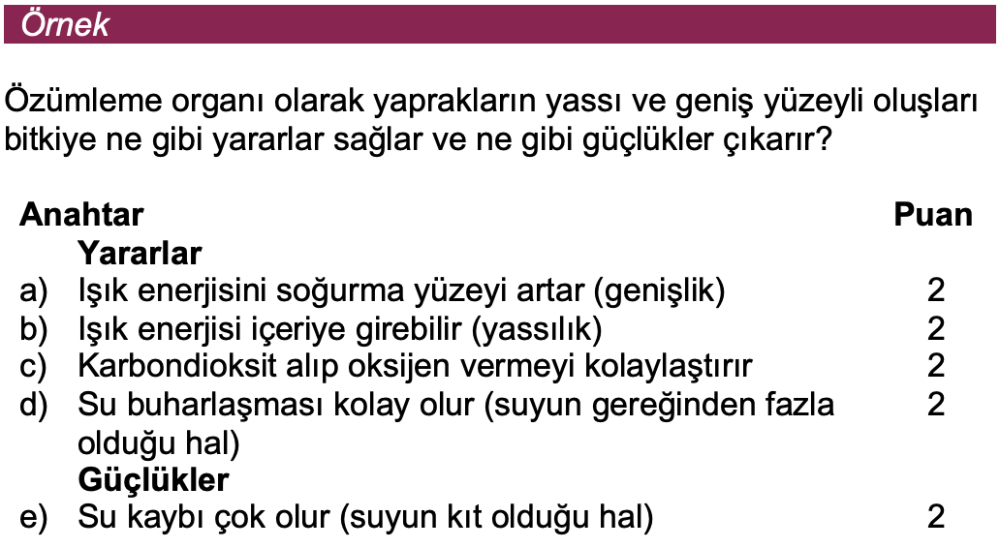 Örnek
Özümleme organı olarak yaprakların yassı ve geniş yüzeyli oluşları
bitkiye ne gibi yararlar sağlar ve ne gibi güçlükler çıkarır?
Anahtar Puan
Yararlar
a) Işık enerjisini soğurma yüzeyi artar (genişlik) 2
b) Işık enerjisi içeriye girebilir (yassılık) 2
c) Karbondioksit alıp oksijen vermeyi kolaylaştırır 2
d) Su buharlaşması kolay olur (suyun gereğinden fazla 2
olduğu hal)
Güçlükler
e) Su kaybı çok olur (suyun kıt olduğu hal) 2